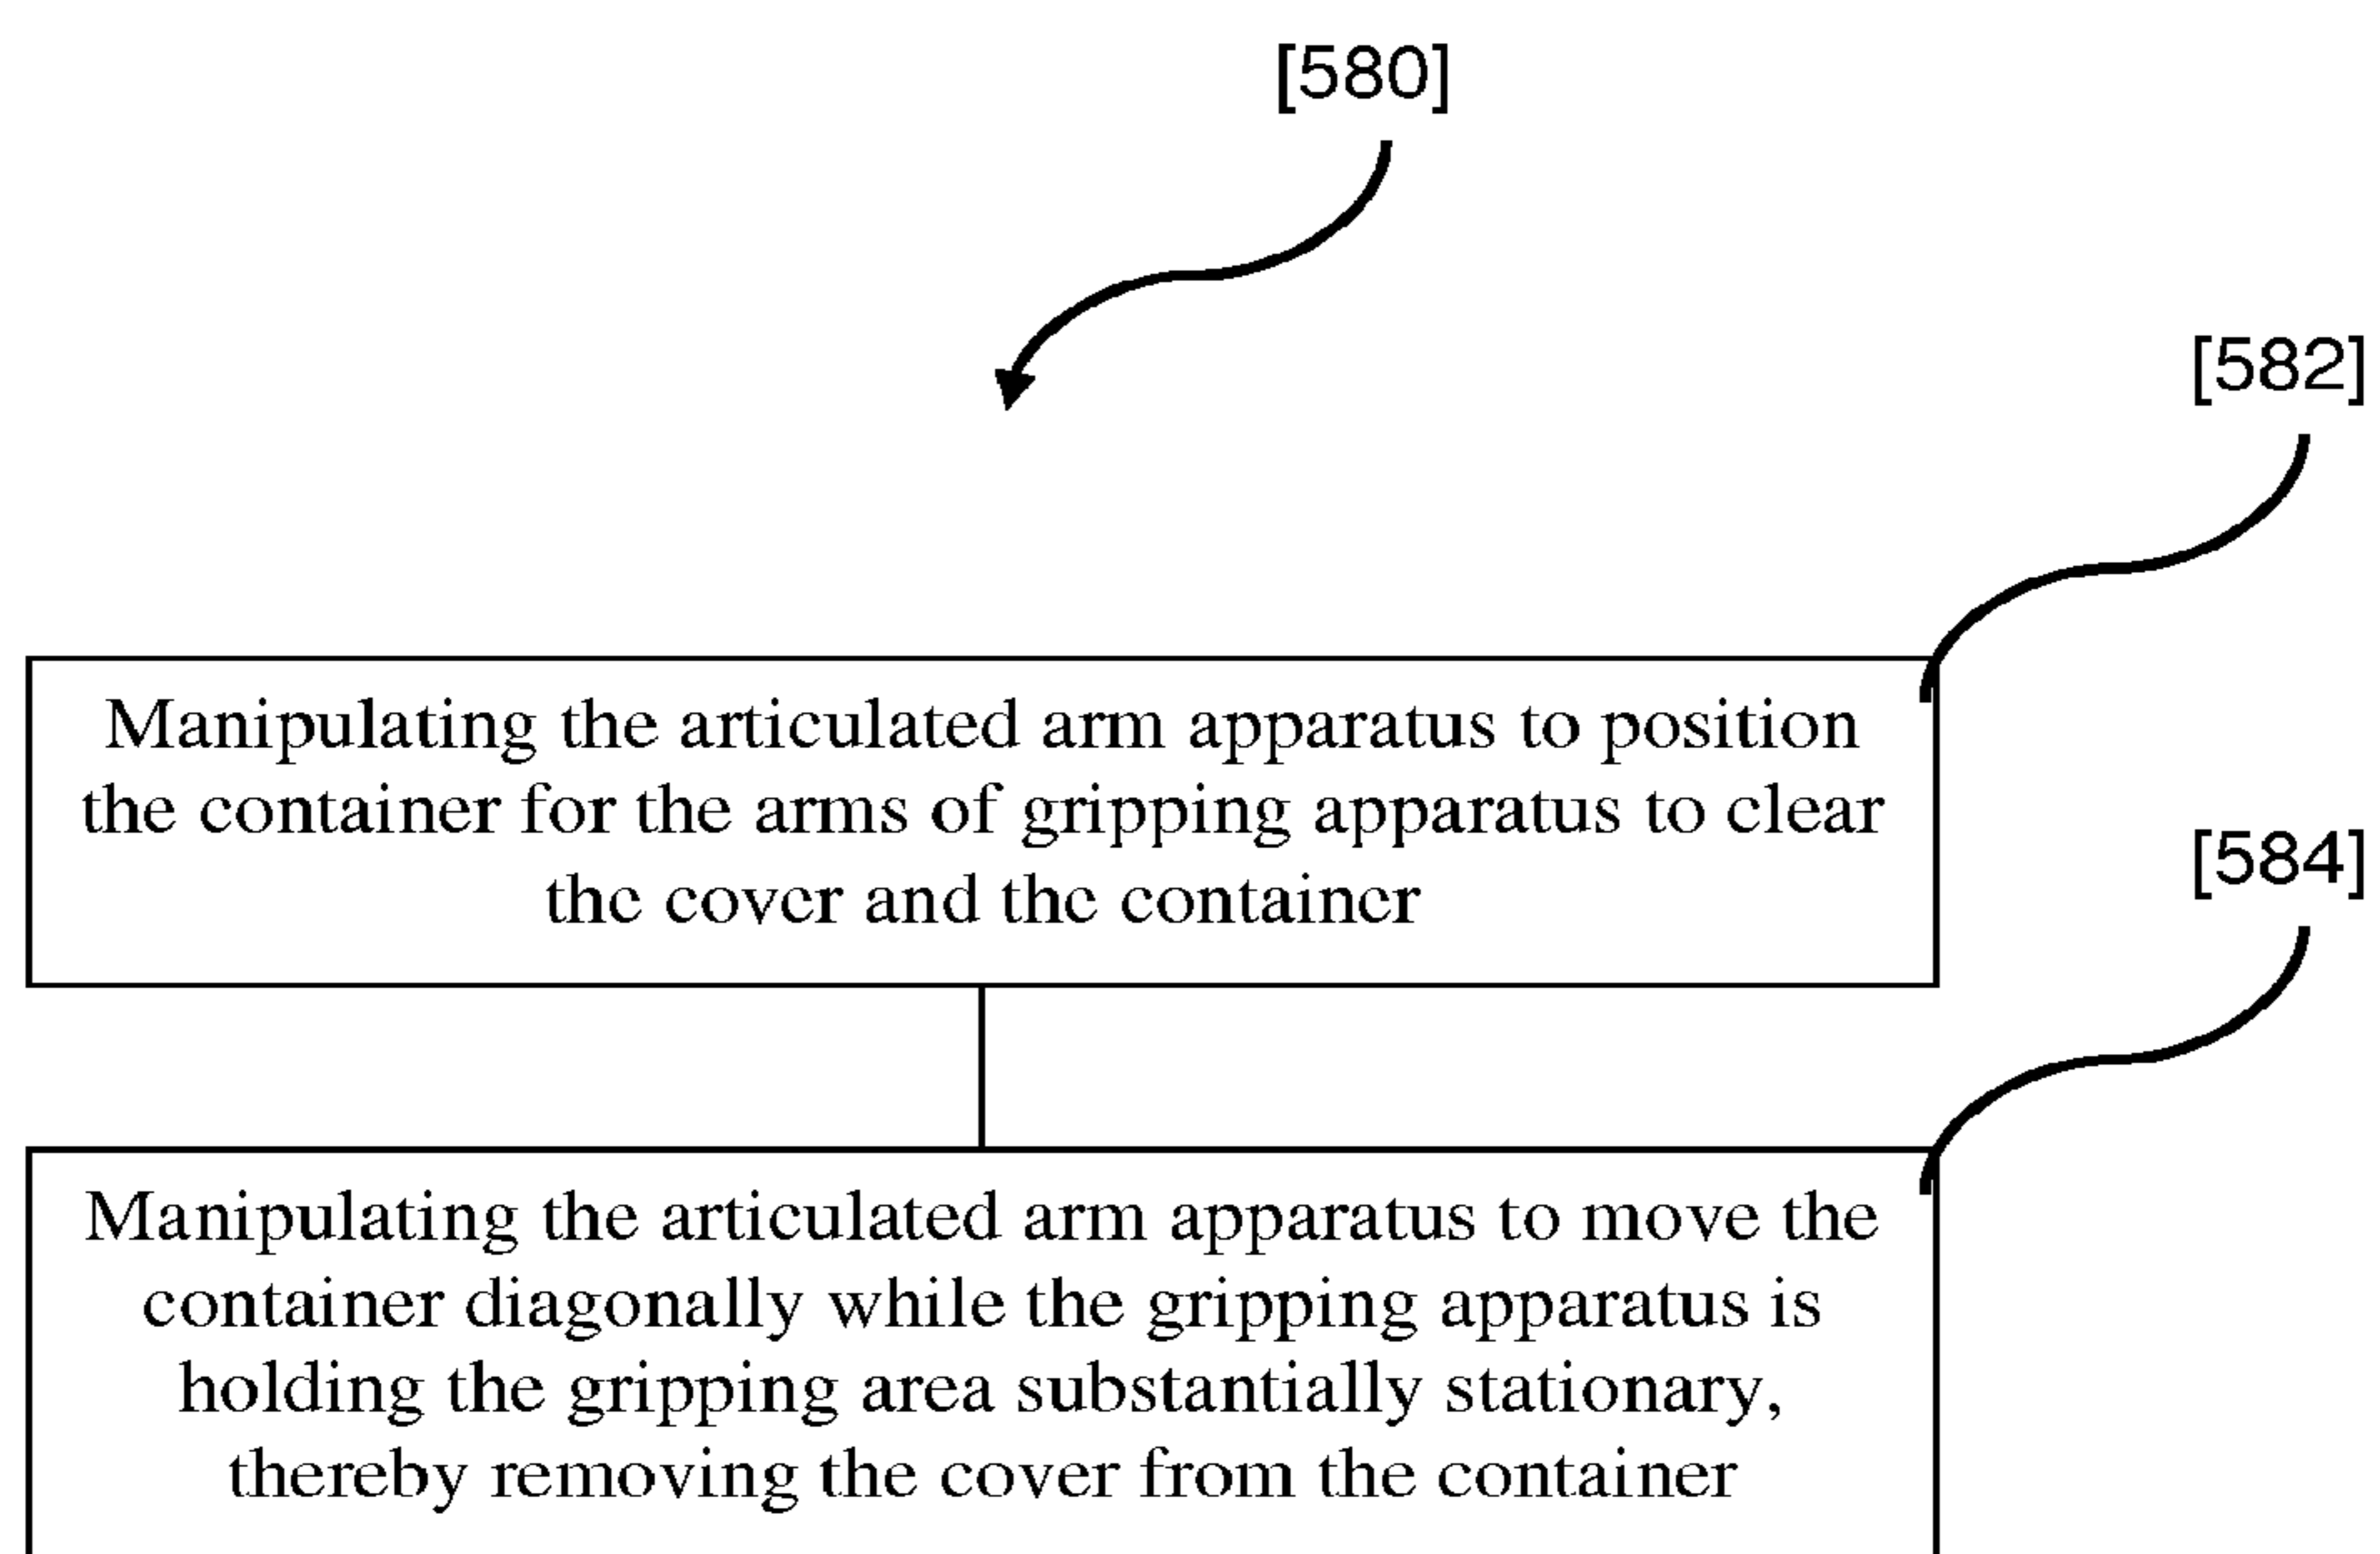 [580]
[582]
Manipulating the articulated arm apparatus to position
the container for the arms of gripping apparatus to clear
the cover and the container
[584]
Manipulating the articulated arm apparatus to move the
container diagonally while the gripping apparatus is
holding the gripping area substantially stationary,
thereby removing the cover from the container